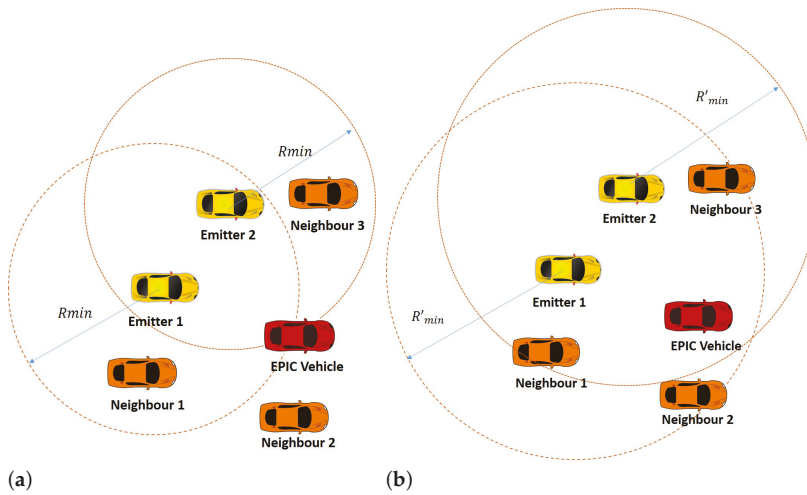 Rmin
Emitter 2
Neighbour 3
Rmin
Emitter 1
EPIC Vehicle
Neighbour 1
Neighbour 2
(a)
R'min
Emitter 2
Neighbour 3
Emitter 1
R'min
EPIC Vehicle
Neighbour 1
Neighbour 2
(b)